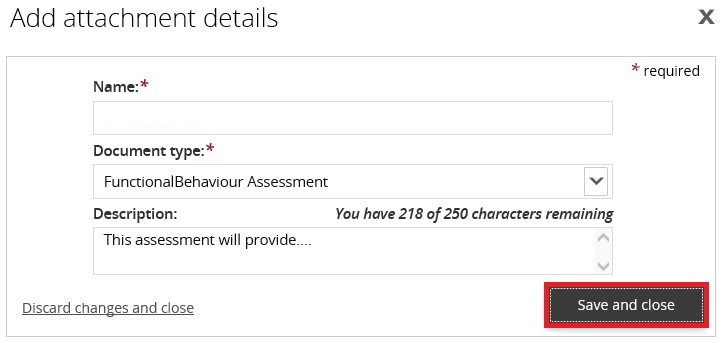 Add attachment details X
* required
Name:*
Document type:*
FunctionalBehaviour Assessment
Description: You have 218 of 250 characters remaining
This assessment will provide....
Discard changes and close Save and close